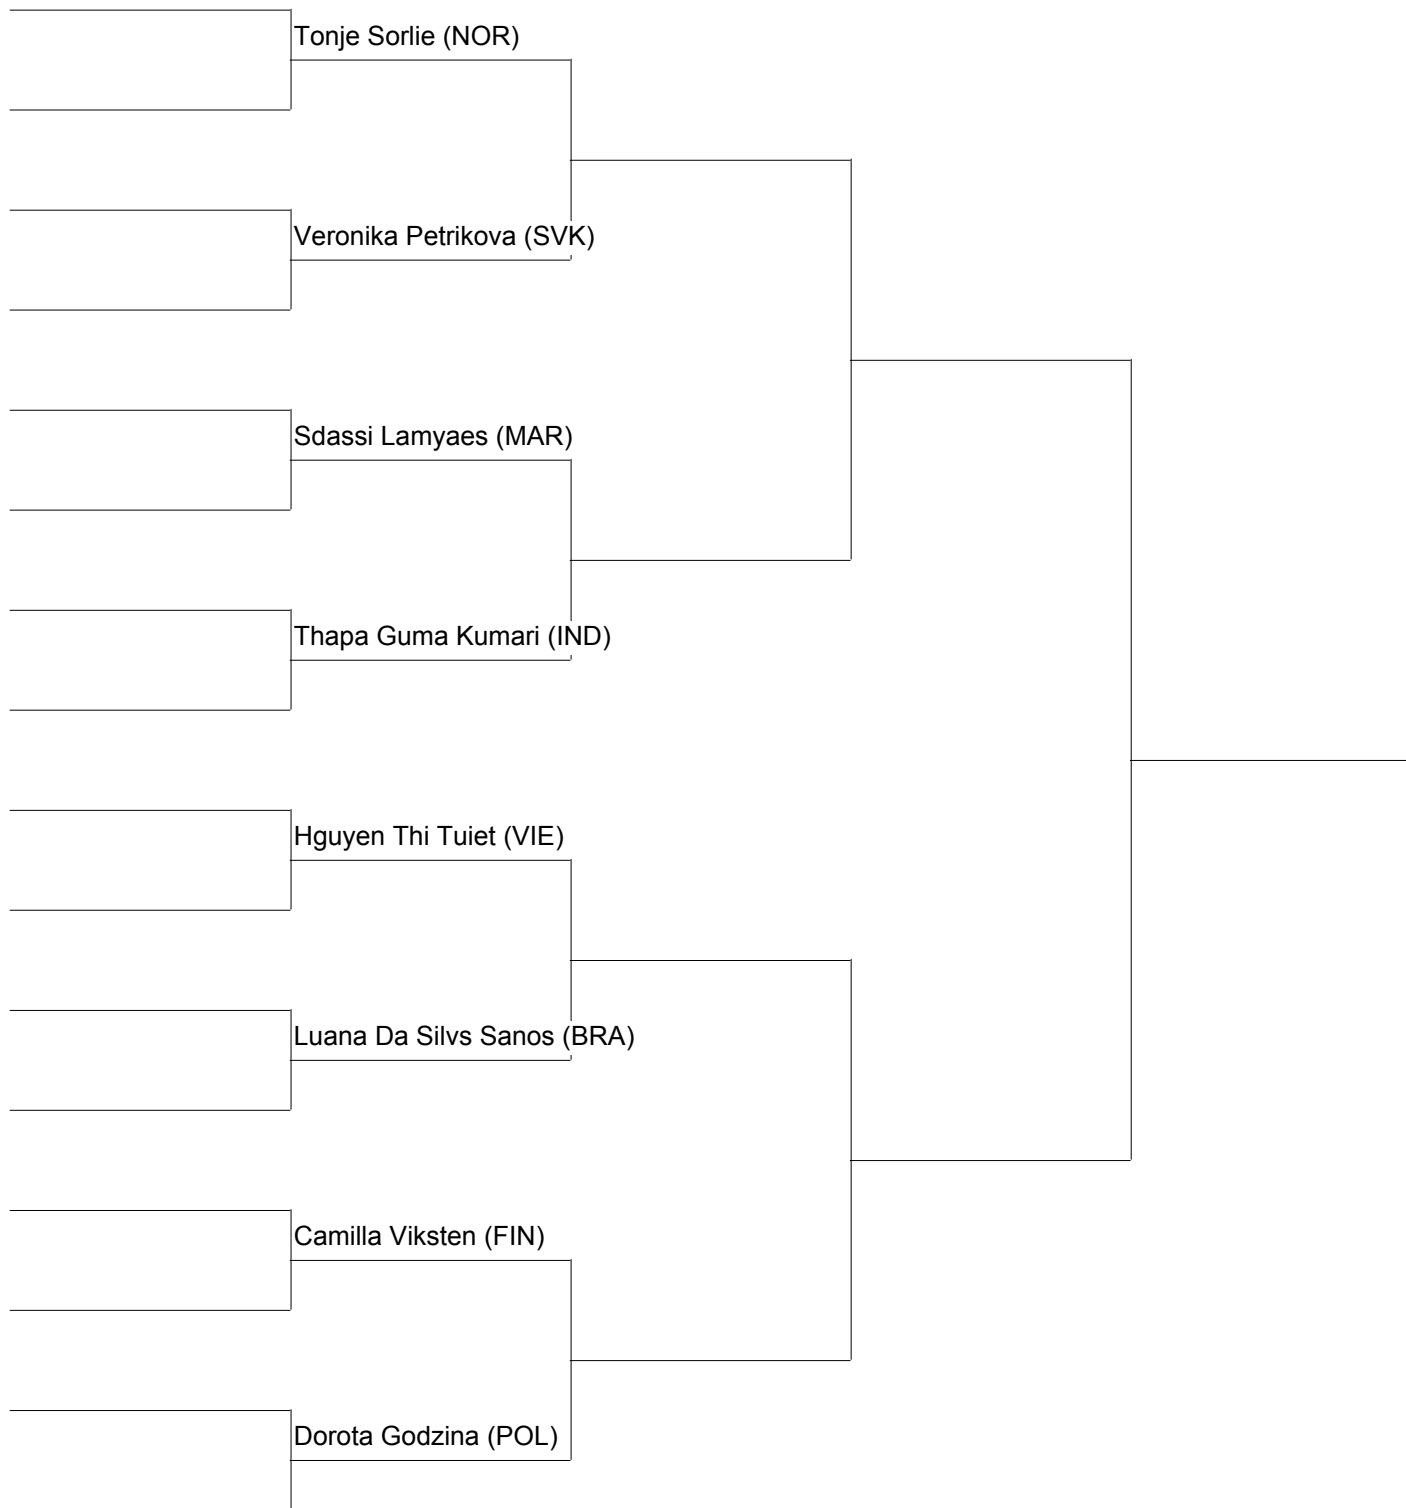 Tonje Sorlie (NOR)
Veronika Petrikova (SVK)
Sdassi Lamyaes (MAR)
Thapa Guma Kumari (IND)
Hguyen Thi Tuiet (VIE)
Luana Da Silvs Sanos (BRA)
Camilla Viksten (FIN)
Dorota Godzina (POL)